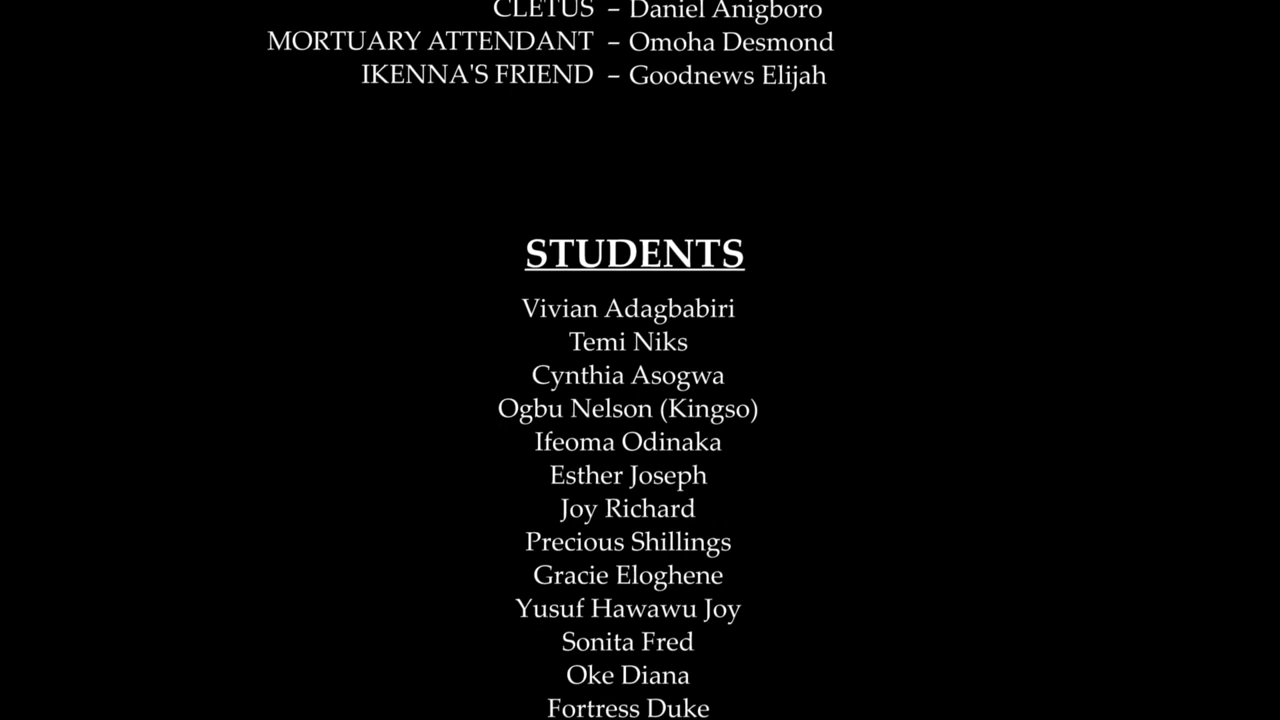 CLETUS – Daniel Anigboro
MORTUARY ATTENDANT – Omoha Desmond
IKENNA'S FRIEND – Goodnews Elijah
STUDENTS
Vivian Adagbabiri
Temi Niks
Cynthia Asogwa
Ogbu Nelson (Kingso)
Ifeoma Odinaka
Esther Joseph
Joy Richard
Precious Shillings
Gracie Eloghene
Yusuf Hawawu Joy
Sonita Fred
Oke Diana
Fortress Duke